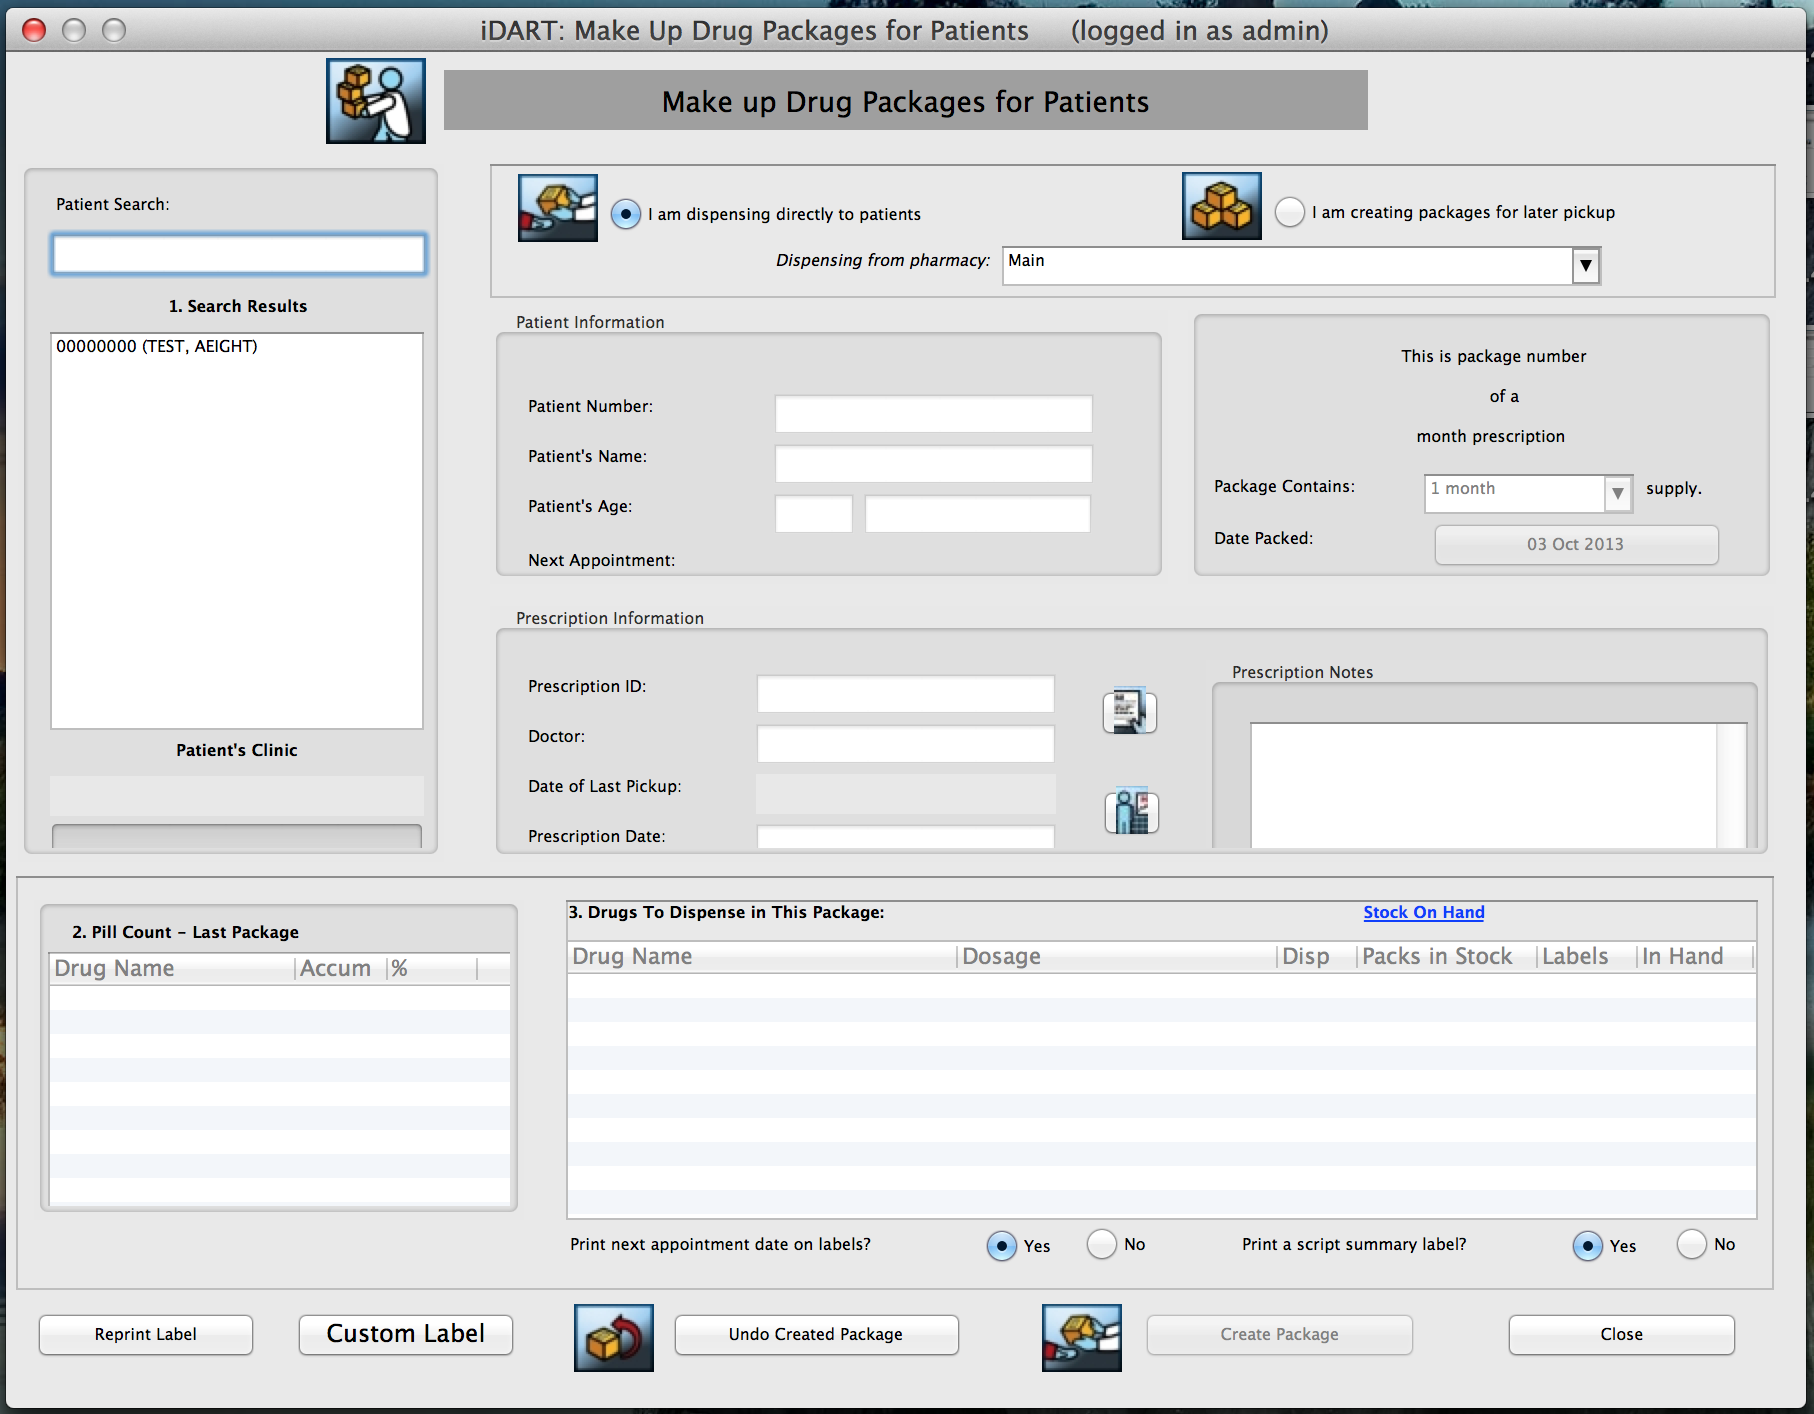 iDART: Make Up Drug Packages for Patients (logged in as admin)
Make up Drug Packages for Patients
Patient Search:
1. Search Results
00000000 (TEST, AEIGHT)
Patient's Clinic
I am dispensing directly to patients
I am creating packages for later pickup
Dispensing from pharmacy: Main
Patient Information
Patient Number:
Patient's Name:
Patient's Age:
Next Appointment:
This is package number
of a
month prescription
Package Contains: 1 month supply.
Date Packed: 03 Oct 2013
Prescription Information
Prescription ID:
Doctor:
Date of Last Pickup:
Prescription Date:
Prescription Notes
2. Pill Count - Last Package
Drug Name Accum %
3. Drugs To Dispense in This Package: Stock On Hand
Drug Name Dosage Disp Packs in Stock Labels In Hand
Print next appointment date on labels? Yes No Print a script summary label? Yes No
Reprint Label Custom Label Undo Created Package Create Package Close